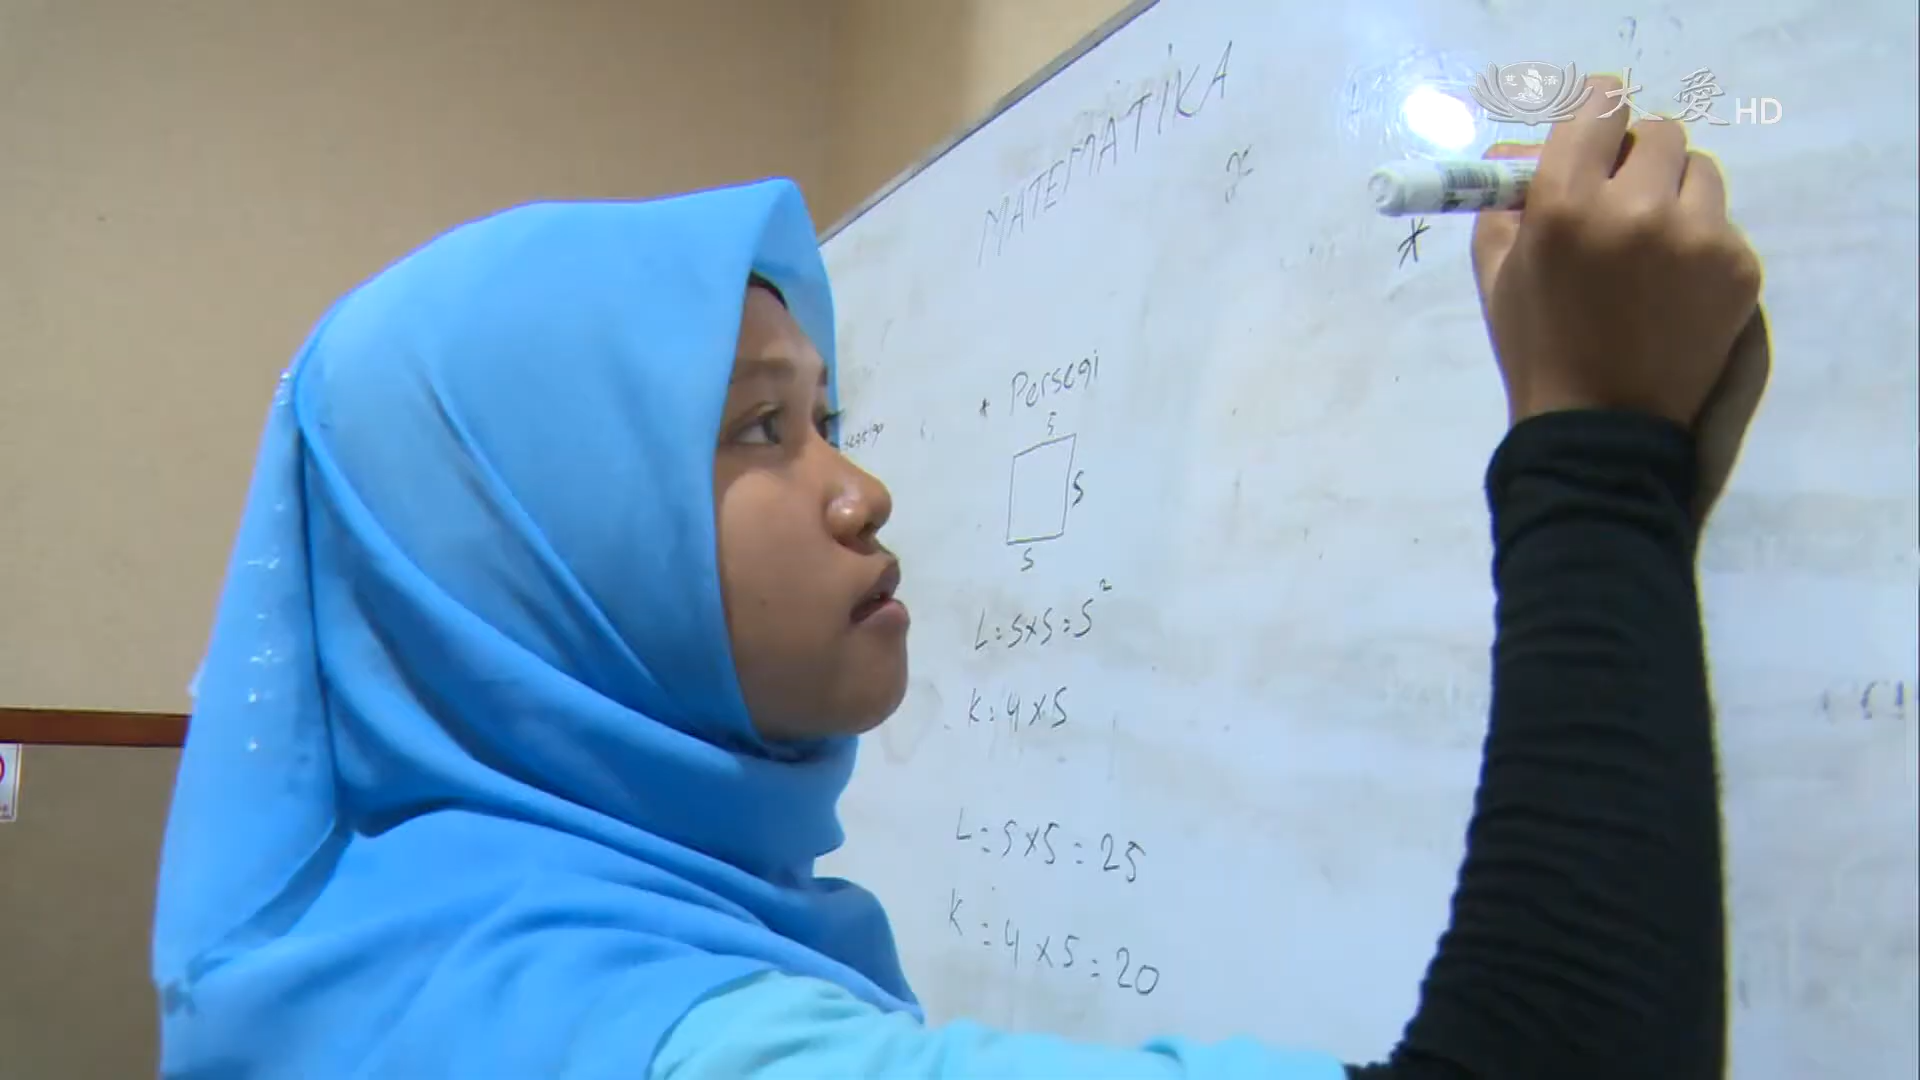 大愛HD
MATEMATIKA
* Persegi
S
S
S
L = S x S = S²
K = 4 x S
L = 5 x 5 = 25
K = 4 x 5 = 20
*